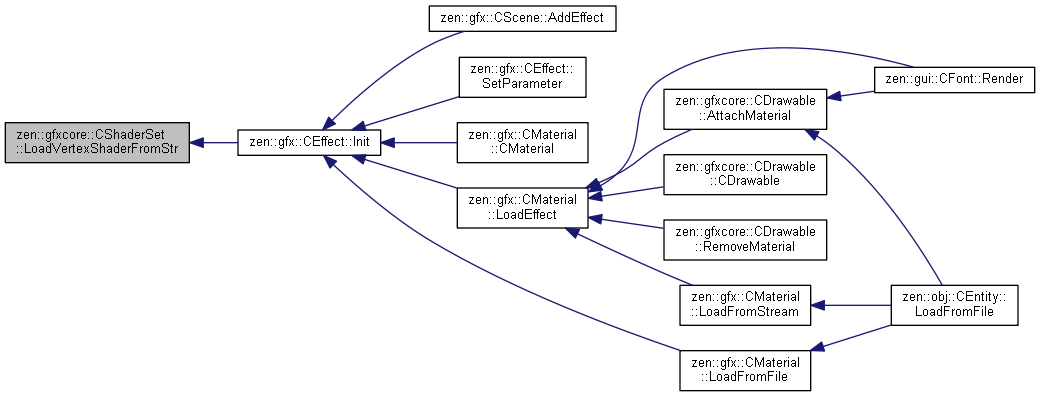 zen::gfx::CScene::AddEffect
zen::gfx::CEffect::
SetParameter
zen::gui::CFont::Render
zen::gfxcore::CDrawable
::AttachMaterial
zen::gfxcore::CShaderSet
::LoadVertexShaderFromStr
zen::gfx::CEffect::Init
zen::gfx::CMaterial
::CMaterial
zen::gfxcore::CDrawable
::CDrawable
zen::gfx::CMaterial
::LoadEffect
zen::gfxcore::CDrawable
::RemoveMaterial
zen::gfx::CMaterial
::LoadFromStream
zen::obj::CEntity::
LoadFromFile
zen::gfx::CMaterial
::LoadFromFile